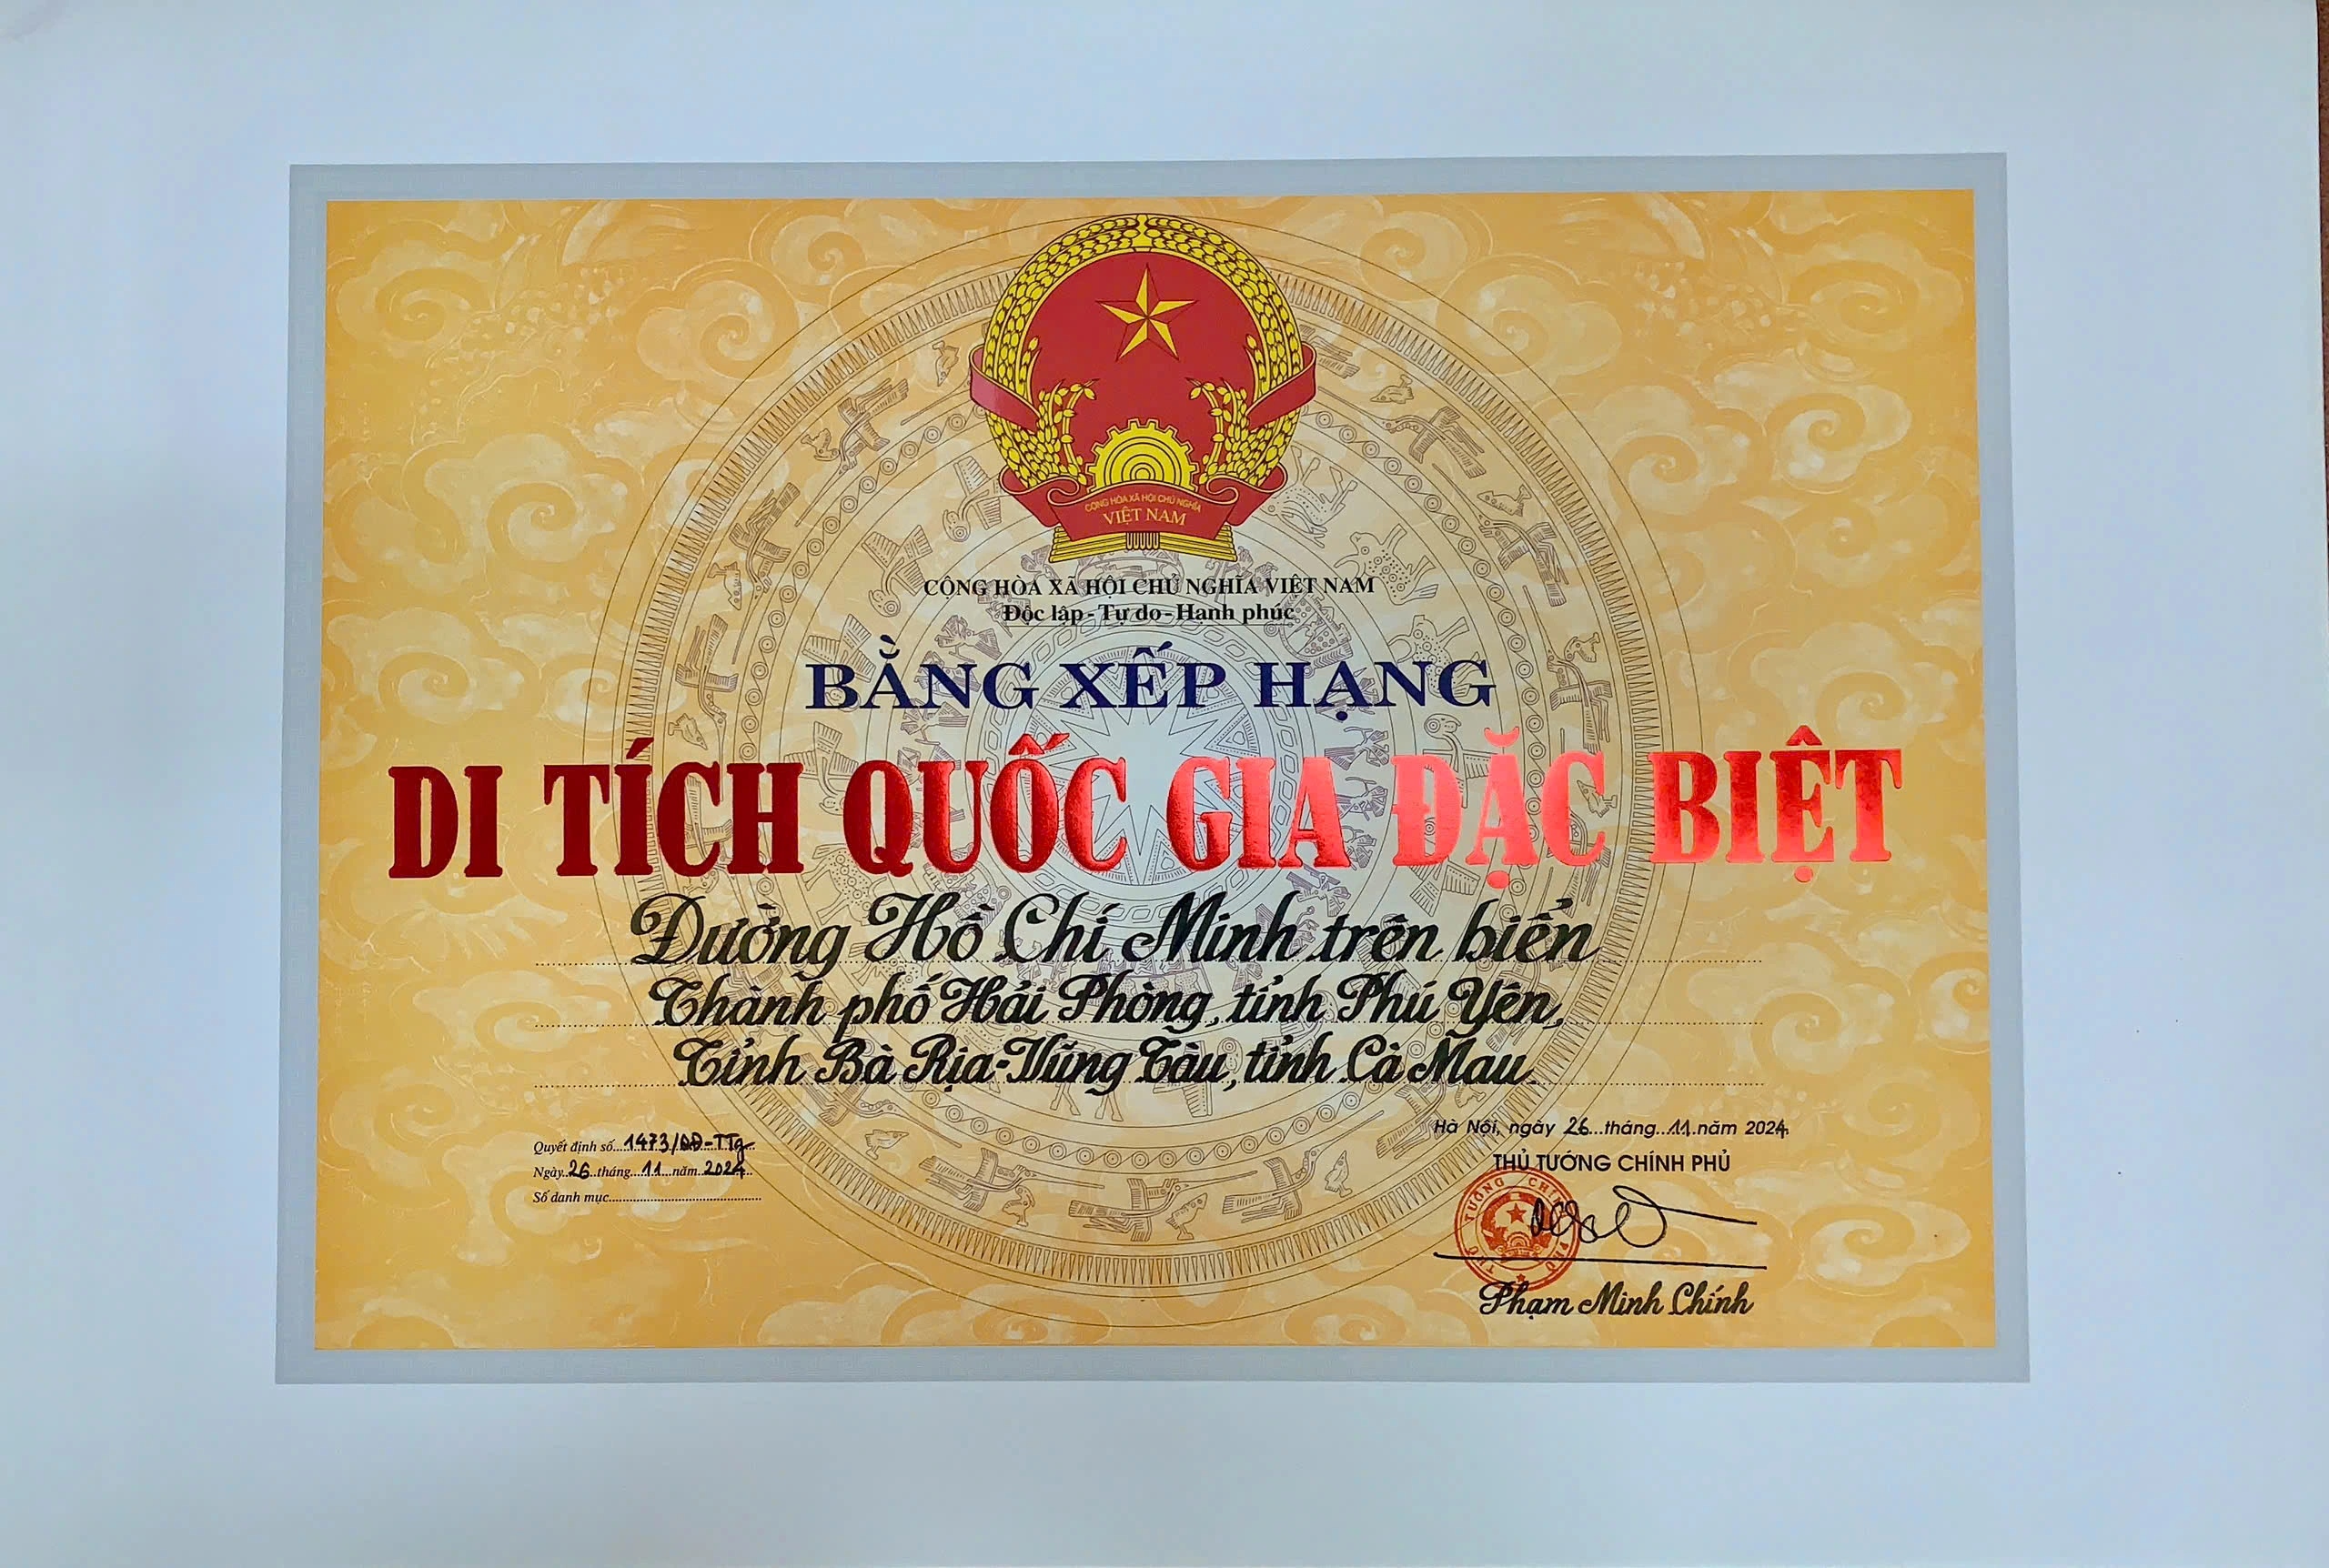 CỘNG HÒA XÃ HỘI CHỦ NGHĨA
VIỆT NAM
CỘNG HÒA XÃ HỘI CHỦ NGHĨA VIỆT NAM
Độc lập - Tự do - Hạnh phúc
BẰNG XẾP HẠNG
DI TÍCH QUỐC GIA ĐẶC BIỆT
Đường Hồ Chí Minh trên biển
Thành phố Hải Phòng, tỉnh Phú Yên,
Tỉnh Bà Rịa-Vũng Tàu, tỉnh Cà Mau.
Quyết định số...1473/QĐ-TTg
Ngày..26..tháng...11...năm..2024
Số danh mục
Hà Nội, ngày 26...tháng...11..năm 2024.
THỦ TƯỚNG CHÍNH PHỦ
THỦ TƯỚNG CHÍNH PHỦ
Phạm Minh Chính